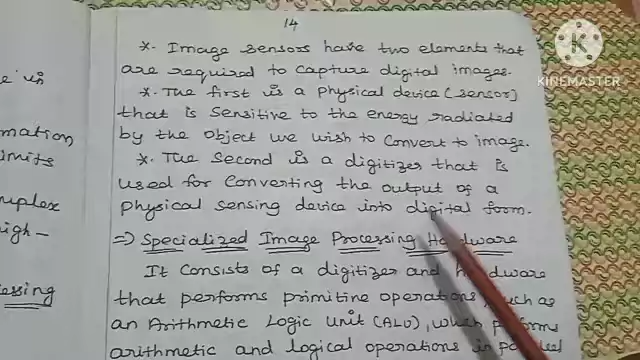 14
*. Image sensors have two elements that
are required to capture digital images.
*. The first is a physical device (sensor)
that is sensitive to the energy radiated
by the object we wish to convert to image.
*. The second is a digitizer that is
used for converting the output of a
physical sensing device into digital form.
=) Specialized Image Processing Hardware
It consists of a digitizer and hardware
that performs primitine operations, such as
an Arithmetic Logic Unit (ALU), which performs
arithmetic and logical operations in parallel
mation
imits
mplex
igh-
essing
KINEMASTER